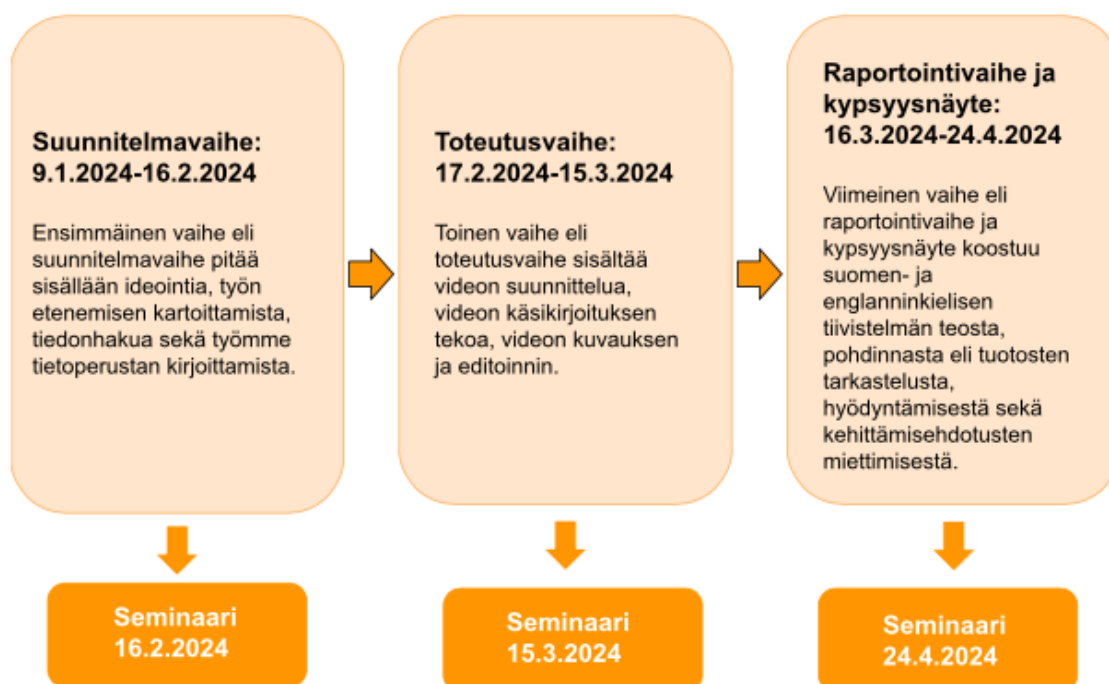 Suunnitelmavaihe:
9.1.2024-16.2.2024
Ensimmäinen vaihe eli
suunnitelmavaihe pitää
sisällään ideointia, työn
etenemisen kartoittamista,
tiedonhakua sekä työmme
tietoperustan kirjoittamista.
Seminaari
16.2.2024
Toteutusvaihe:
17.2.2024-15.3.2024
Toinen vaihe eli
toteutusvaihe sisältää
videon suunnittelua,
videon käsikirjoituksen
tekoa, videon kuvauksen
ja editoinnin.
Seminaari
15.3.2024
Raportointivaihe ja
kypsyysnäyte:
16.3.2024-24.4.2024
Viimeinen vaihe eli
raportointivaihe ja
kypsyysnäyte koostuu
suomen- ja
englanninkielisen
tiivistelmän teosta,
pohdinnasta eli tuotosten
tarkastelusta,
hyödyntämisestä sekä
kehittämisehdotusten
miettimisestä.
Seminaari
24.4.2024